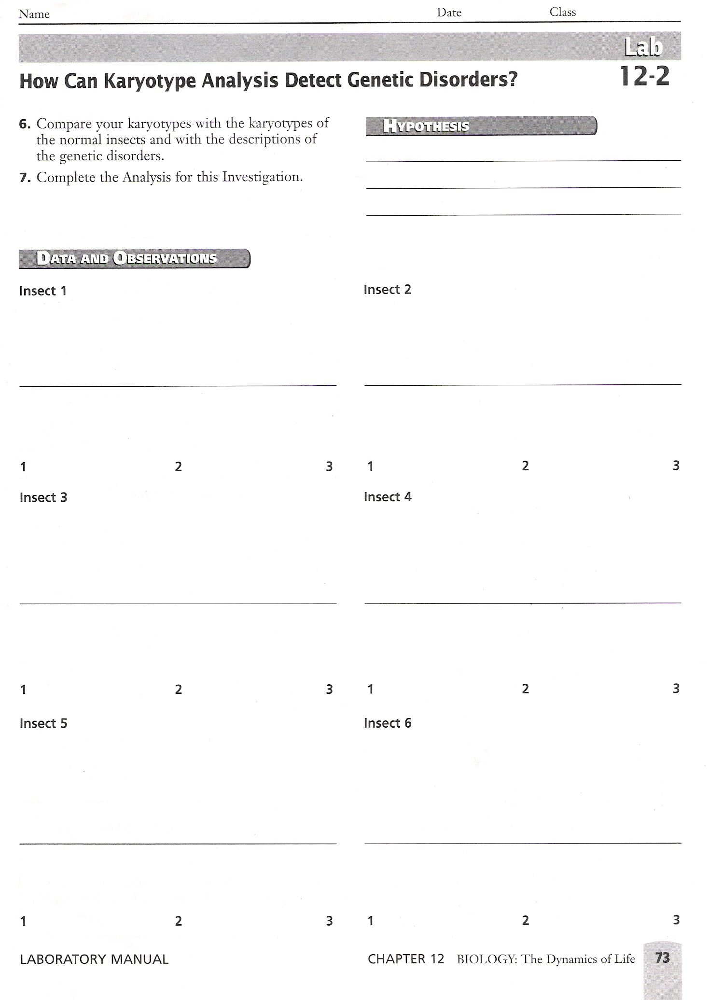 Name Date Class
Lab
How Can Karyotype Analysis Detect Genetic Disorders? 12-2
6. Compare your karyotypes with the karyotypes of
the normal insects and with the descriptions of
the genetic disorders.
7. Complete the Analysis for this Investigation.
HYPOTHESIS
DATA AND OBSERVATIONS
Insect 1
Insect 2
1 2 3 1 2 3
Insect 3
Insect 4
1 2 3 1 2 3
Insect 5
Insect 6
1 2 3 1 2 3
LABORATORY MANUAL CHAPTER 12 BIOLOGY: The Dynamics of Life 73